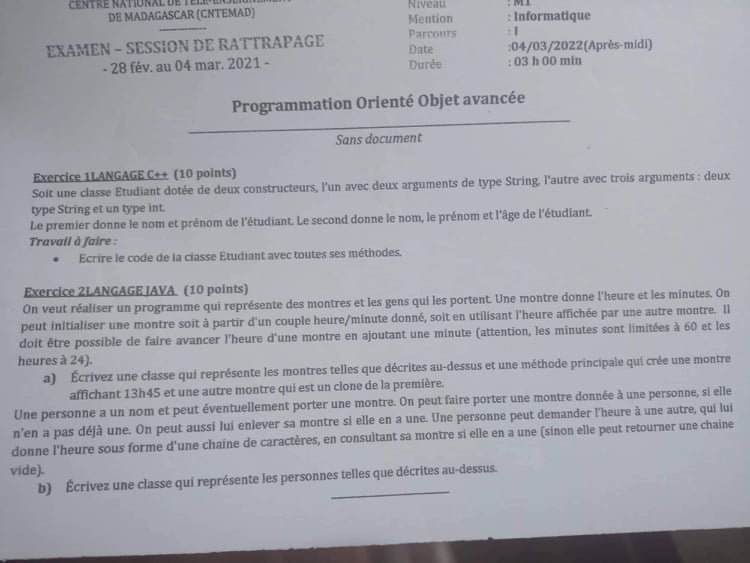 CENTRE NATIONAL DE TELE-ENSEIGNEMENT
DE MADAGASCAR (CNTEMAD)
EXAMEN – SESSION DE RATTRAPAGE
- 28 fév. au 04 mar. 2021 -
Niveau : M1
Mention : Informatique
Parcours : I
Date :04/03/2022(Après-midi)
Durée : 03 h 00 min
Programmation Orienté Objet avancée
Sans document
Exercice 1LANGAGE C++ (10 points)
Soit une classe Etudiant dotée de deux constructeurs, l'un avec deux arguments de type String, l'autre avec trois arguments : deux
type String et un type int.
Le premier donne le nom et prénom de l'étudiant. Le second donne le nom, le prénom et l'âge de l'étudiant.
Travail à faire :
• Ecrire le code de la classe Etudiant avec toutes ses méthodes.
Exercice 2LANGAGE JAVA (10 points)
On veut réaliser un programme qui représente des montres et les gens qui les portent. Une montre donne l'heure et les minutes. On
peut initialiser une montre soit à partir d'un couple heure/minute donné, soit en utilisant l'heure affichée par une autre montre. Il
doit être possible de faire avancer l'heure d'une montre en ajoutant une minute (attention, les minutes sont limitées à 60 et les
heures à 24).
a) Écrivez une classe qui représente les montres telles que décrites au-dessus et une méthode principale qui crée une montre
affichant 13h45 et une autre montre qui est un clone de la première.
Une personne a un nom et peut éventuellement porter une montre. On peut faire porter une montre donnée à une personne, si elle
n'en a pas déjà une. On peut aussi lui enlever sa montre si elle en a une. Une personne peut demander l'heure à une autre, qui lui
donne l'heure sous forme d'une chaine de caractères, en consultant sa montre si elle en a une (sinon elle peut retourner une chaine
vide).
b) Écrivez une classe qui représente les personnes telles que décrites au-dessus.